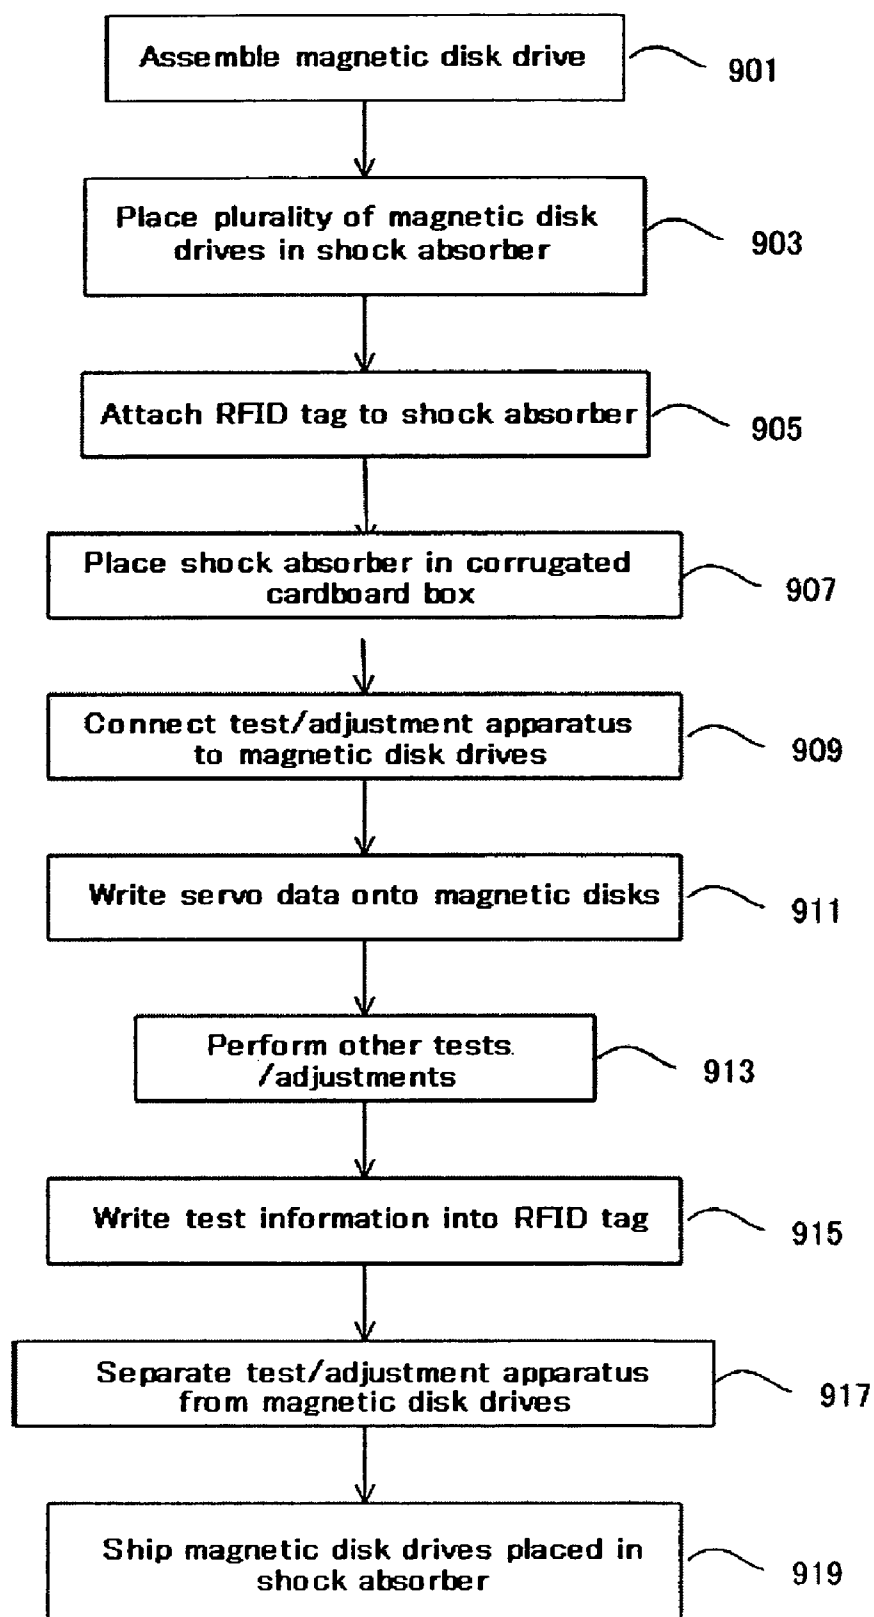 Assemble magnetic disk drive
901
Place plurality of magnetic disk
drives in shock absorber
903
Attach RFID tag to shock absorber
905
Place shock absorber in corrugated
cardboard box
907
Connect test/adjustment apparatus
to magnetic disk drives
909
Write servo data onto magnetic disks
911
Perform other tests
/adjustments
913
Write test information into RFID tag
915
Separate test/adjustment apparatus
from magnetic disk drives
917
Ship magnetic disk drives placed in
shock absorber
919